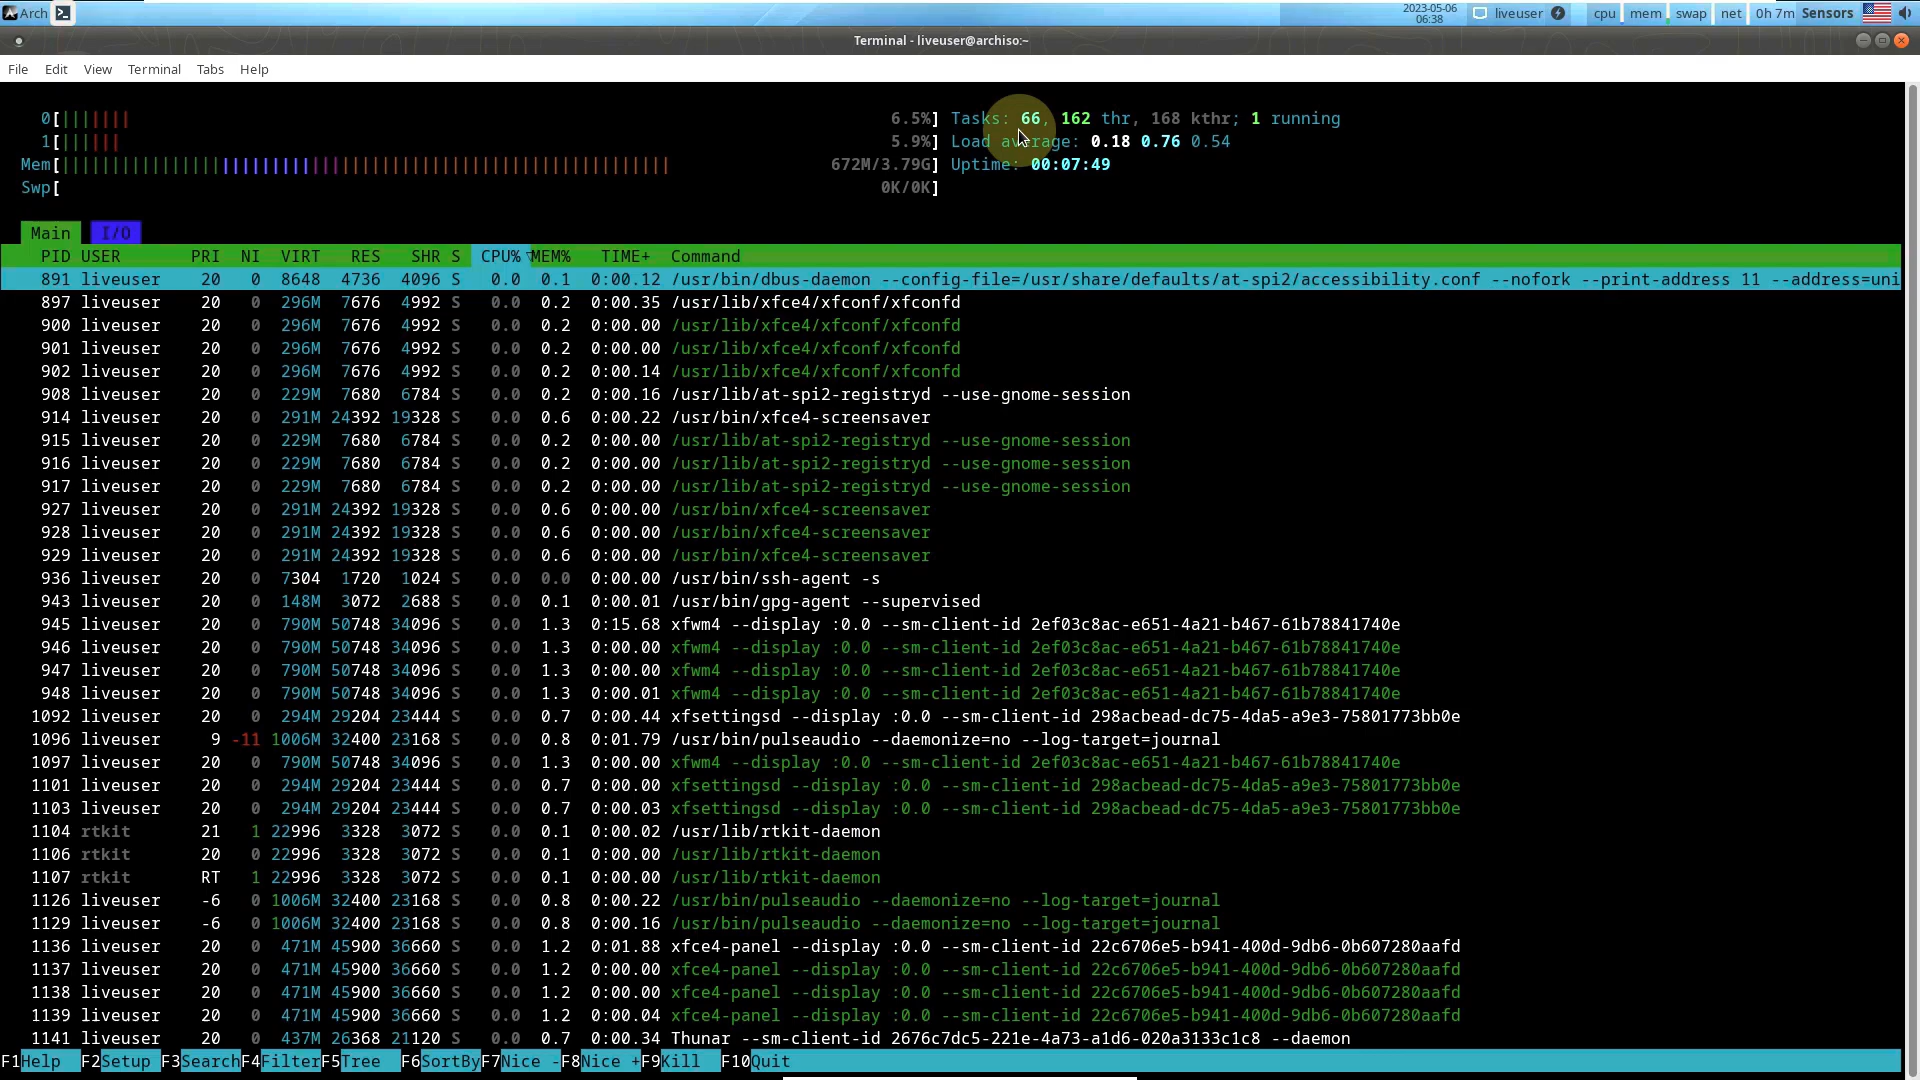 Arch
2023-05-06
06:38
liveuser
cpu mem swap net 0h 7m Sensors
Terminal - liveuser@archiso:~
File Edit View Terminal Tabs Help
0[||||||| 6.5%] Tasks: 66, 162 thr, 168 kthr; 1 running
1[|||||| 5.9%] Load average: 0.18 0.76 0.54
Mem[||||||||||||||||||||||||||||||||||||||||||||||||||||||||||||| 672M/3.79G] Uptime: 00:07:49
Swp[ 0K/0K]
Main I/O
PID USER PRI NI VIRT RES SHR S CPU%▽MEM% TIME+ Command
891 liveuser 20 0 8648 4736 4096 S 0.0 0.1 0:00.12 /usr/bin/dbus-daemon --config-file=/usr/share/defaults/at-spi2/accessibility.conf --nofork --print-address 11 --address=uni
897 liveuser 20 0 296M 7676 4992 S 0.0 0.2 0:00.35 /usr/lib/xfce4/xfconf/xfconfd
900 liveuser 20 0 296M 7676 4992 S 0.0 0.2 0:00.00 /usr/lib/xfce4/xfconf/xfconfd
901 liveuser 20 0 296M 7676 4992 S 0.0 0.2 0:00.00 /usr/lib/xfce4/xfconf/xfconfd
902 liveuser 20 0 296M 7676 4992 S 0.0 0.2 0:00.14 /usr/lib/xfce4/xfconf/xfconfd
908 liveuser 20 0 229M 7680 6784 S 0.0 0.2 0:00.16 /usr/lib/at-spi2-registryd --use-gnome-session
914 liveuser 20 0 291M 24392 19328 S 0.0 0.6 0:00.22 /usr/bin/xfce4-screensaver
915 liveuser 20 0 229M 7680 6784 S 0.0 0.2 0:00.00 /usr/lib/at-spi2-registryd --use-gnome-session
916 liveuser 20 0 229M 7680 6784 S 0.0 0.2 0:00.00 /usr/lib/at-spi2-registryd --use-gnome-session
917 liveuser 20 0 229M 7680 6784 S 0.0 0.2 0:00.00 /usr/lib/at-spi2-registryd --use-gnome-session
927 liveuser 20 0 291M 24392 19328 S 0.0 0.6 0:00.00 /usr/bin/xfce4-screensaver
928 liveuser 20 0 291M 24392 19328 S 0.0 0.6 0:00.00 /usr/bin/xfce4-screensaver
929 liveuser 20 0 291M 24392 19328 S 0.0 0.6 0:00.00 /usr/bin/xfce4-screensaver
936 liveuser 20 0 7304 1720 1024 S 0.0 0.0 0:00.00 /usr/bin/ssh-agent -s
943 liveuser 20 0 148M 3072 2688 S 0.0 0.1 0:00.01 /usr/bin/gpg-agent --supervised
945 liveuser 20 0 790M 50748 34096 S 0.0 1.3 0:15.68 xfwm4 --display :0.0 --sm-client-id 2ef03c8ac-e651-4a21-b467-61b78841740e
946 liveuser 20 0 790M 50748 34096 S 0.0 1.3 0:00.00 xfwm4 --display :0.0 --sm-client-id 2ef03c8ac-e651-4a21-b467-61b78841740e
947 liveuser 20 0 790M 50748 34096 S 0.0 1.3 0:00.00 xfwm4 --display :0.0 --sm-client-id 2ef03c8ac-e651-4a21-b467-61b78841740e
948 liveuser 20 0 790M 50748 34096 S 0.0 1.3 0:00.01 xfwm4 --display :0.0 --sm-client-id 2ef03c8ac-e651-4a21-b467-61b78841740e
1092 liveuser 20 0 294M 29204 23444 S 0.0 0.7 0:00.44 xfsettingsd --display :0.0 --sm-client-id 298acbead-dc75-4da5-a9e3-75801773bb0e
1096 liveuser 9 -11 1006M 32400 23168 S 0.0 0.8 0:01.79 /usr/bin/pulseaudio --daemonize=no --log-target=journal
1097 liveuser 20 0 790M 50748 34096 S 0.0 1.3 0:00.00 xfwm4 --display :0.0 --sm-client-id 2ef03c8ac-e651-4a21-b467-61b78841740e
1101 liveuser 20 0 294M 29204 23444 S 0.0 0.7 0:00.00 xfsettingsd --display :0.0 --sm-client-id 298acbead-dc75-4da5-a9e3-75801773bb0e
1103 liveuser 20 0 294M 29204 23444 S 0.0 0.7 0:00.03 xfsettingsd --display :0.0 --sm-client-id 298acbead-dc75-4da5-a9e3-75801773bb0e
1104 rtkit 21 1 22996 3328 3072 S 0.0 0.1 0:00.02 /usr/lib/rtkit-daemon
1106 rtkit 20 0 22996 3328 3072 S 0.0 0.1 0:00.00 /usr/lib/rtkit-daemon
1107 rtkit RT 1 22996 3328 3072 S 0.0 0.1 0:00.00 /usr/lib/rtkit-daemon
1126 liveuser -6 0 1006M 32400 23168 S 0.0 0.8 0:00.22 /usr/bin/pulseaudio --daemonize=no --log-target=journal
1129 liveuser -6 0 1006M 32400 23168 S 0.0 0.8 0:00.16 /usr/bin/pulseaudio --daemonize=no --log-target=journal
1136 liveuser 20 0 471M 45900 36660 S 0.0 1.2 0:01.88 xfce4-panel --display :0.0 --sm-client-id 22c6706e5-b941-400d-9db6-0b607280aafd
1137 liveuser 20 0 471M 45900 36660 S 0.0 1.2 0:00.00 xfce4-panel --display :0.0 --sm-client-id 22c6706e5-b941-400d-9db6-0b607280aafd
1138 liveuser 20 0 471M 45900 36660 S 0.0 1.2 0:00.00 xfce4-panel --display :0.0 --sm-client-id 22c6706e5-b941-400d-9db6-0b607280aafd
1139 liveuser 20 0 471M 45900 36660 S 0.0 1.2 0:00.04 xfce4-panel --display :0.0 --sm-client-id 22c6706e5-b941-400d-9db6-0b607280aafd
1141 liveuser 20 0 437M 26368 21120 S 0.0 0.7 0:00.34 Thunar --sm-client-id 2676c7dc5-221e-4a73-a1d6-020a3133c1c8 --daemon
F1Help F2Setup F3SearchF4FilterF5Tree F6SortByF7Nice -F8Nice +F9Kill F10Quit